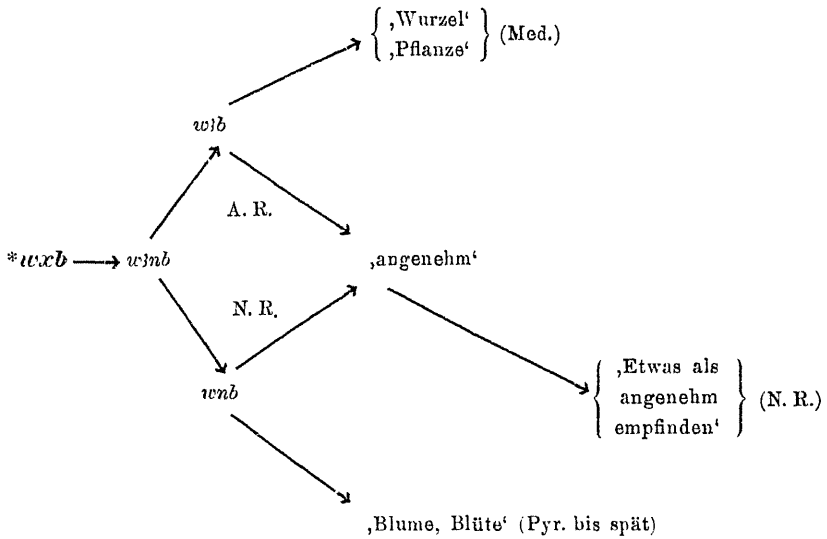 ‚Wurzel‘
‚Pflanze‘ (Med.)
wꜣb
A. R.
*wxb wꜣnb ‚angenehm‘
N. R.
wnb
‚Etwas als
angenehm (N. R.)
empfinden‘
‚Blume, Blüte‘ (Pyr. bis spät)